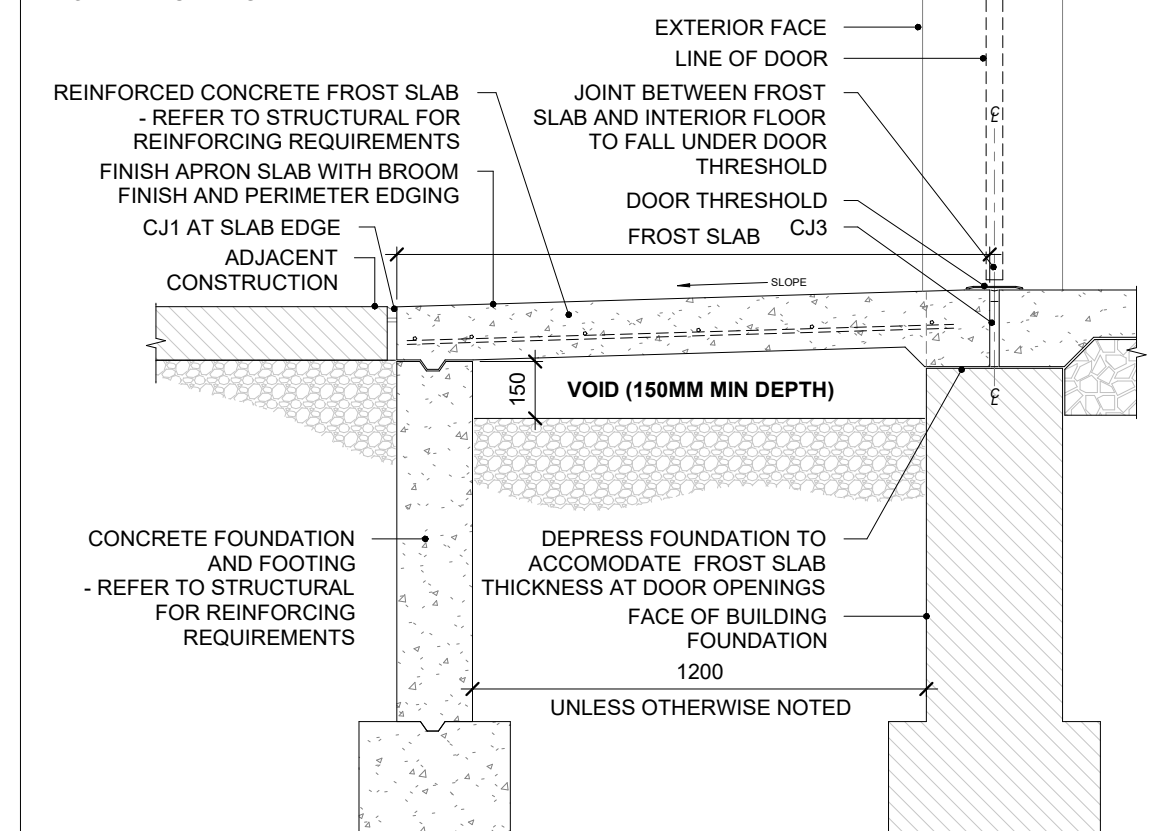 EXTERIOR FACE
LINE OF DOOR
REINFORCED CONCRETE FROST SLAB
- REFER TO STRUCTURAL FOR
REINFORCING REQUIREMENTS
FINISH APRON SLAB WITH BROOM
FINISH AND PERIMETER EDGING
CJ1 AT SLAB EDGE
ADJACENT
CONSTRUCTION
JOINT BETWEEN FROST
SLAB AND INTERIOR FLOOR
TO FALL UNDER DOOR
THRESHOLD
DOOR THRESHOLD
CJ3
FROST SLAB
CL
SLOPE
150
VOID (150MM MIN DEPTH)
CL
CONCRETE FOUNDATION
AND FOOTING
- REFER TO STRUCTURAL
FOR REINFORCING
REQUIREMENTS
DEPRESS FOUNDATION TO
ACCOMODATE FROST SLAB
THICKNESS AT DOOR OPENINGS
FACE OF BUILDING
FOUNDATION
1200
UNLESS OTHERWISE NOTED